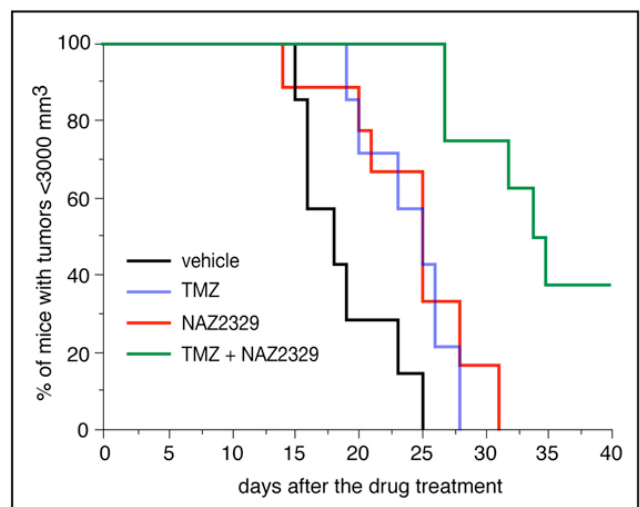 % of mice with tumors <3000 mm3
100
80
60
40
20
0
vehicle
TMZ
NAZ2329
TMZ + NAZ2329
0 5 10 15 20 25 30 35 40
days after the drug treatment